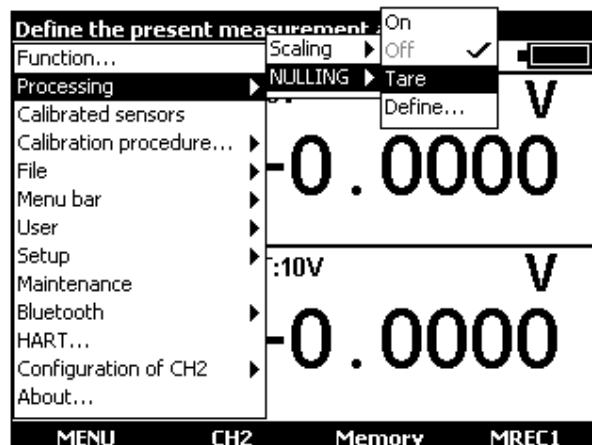 Define the present measurement a
On
Scaling
Off
Function...
NULLING
Tare
Processing
V
Define...
Calibrated sensors
Calibration procedure...
-0.0000
File
Menu bar
User
Setup
:10V
V
Maintenance
Bluetooth
HART...
-0.0000
Configuration of CH2
About...
MENU CH2 Memory MREC1